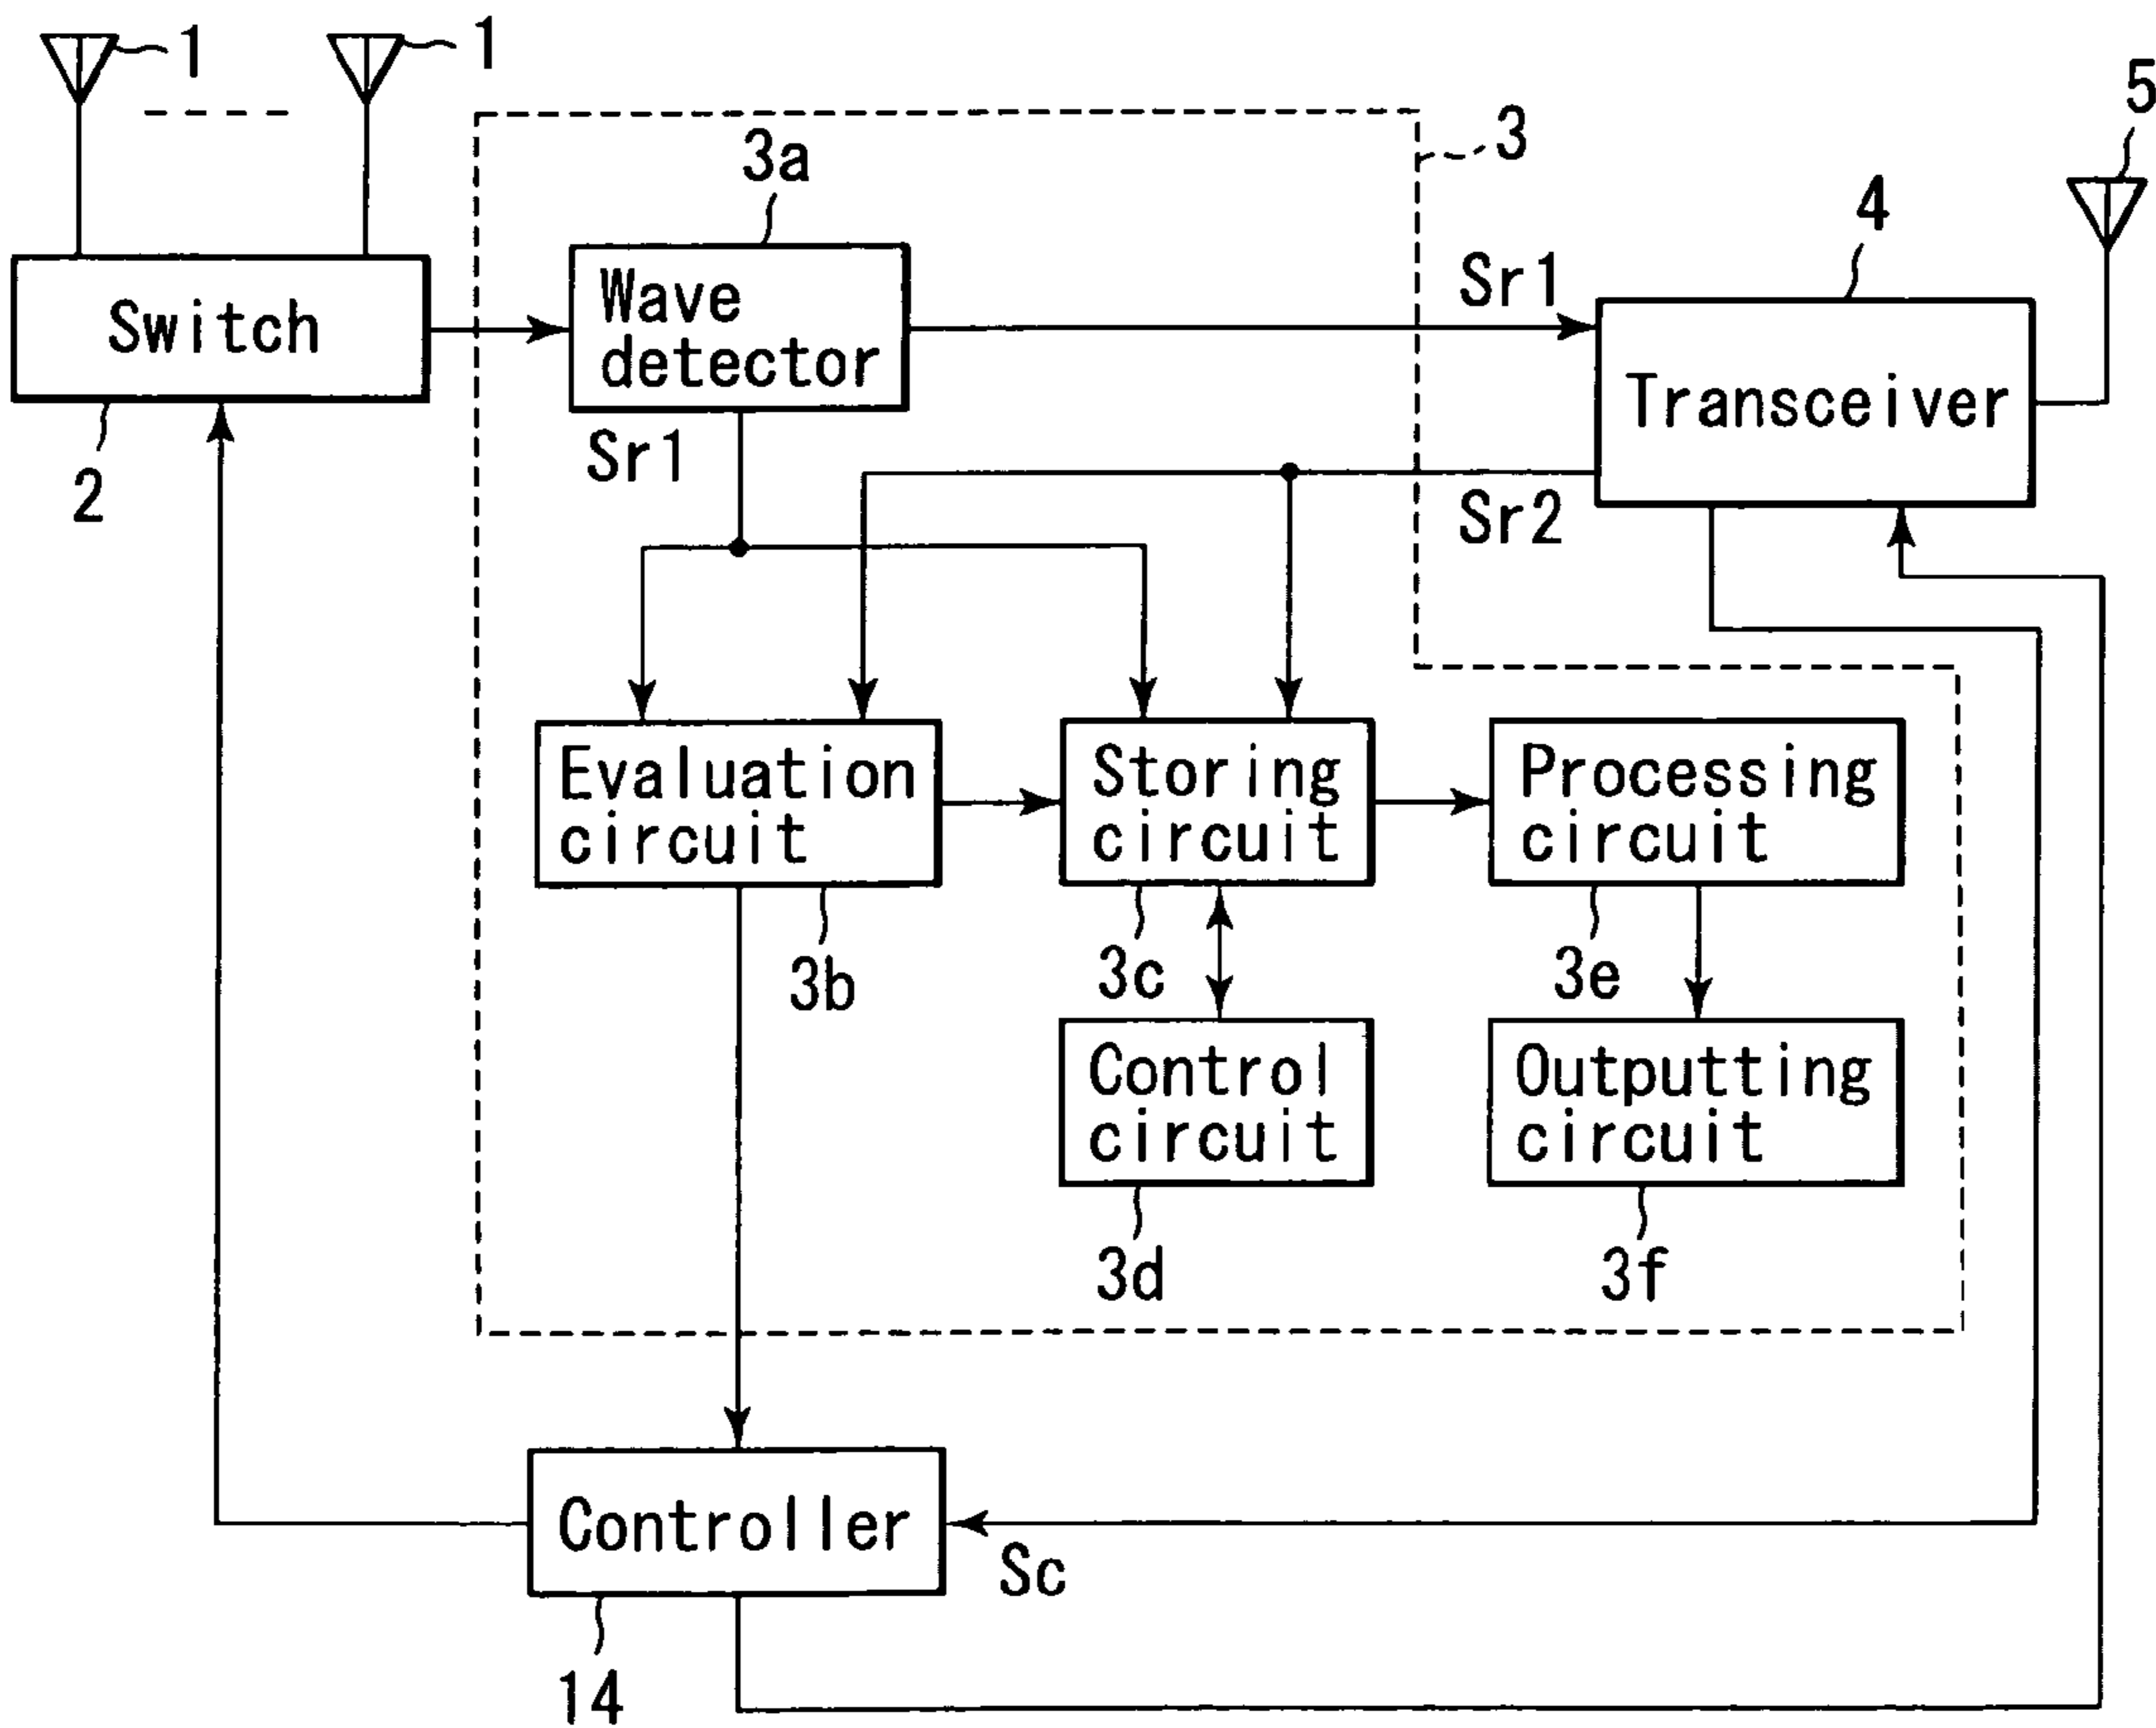 1
1
5
3
3a
4
Sr1
Switch
Wave
detector
Transceiver
Sr1
2
Sr2
Evaluation
circuit
Storing
circuit
Processing
circuit
3b
3c
3e
Control
circuit
Outputting
circuit
3d
3f
Controller
Sc
14